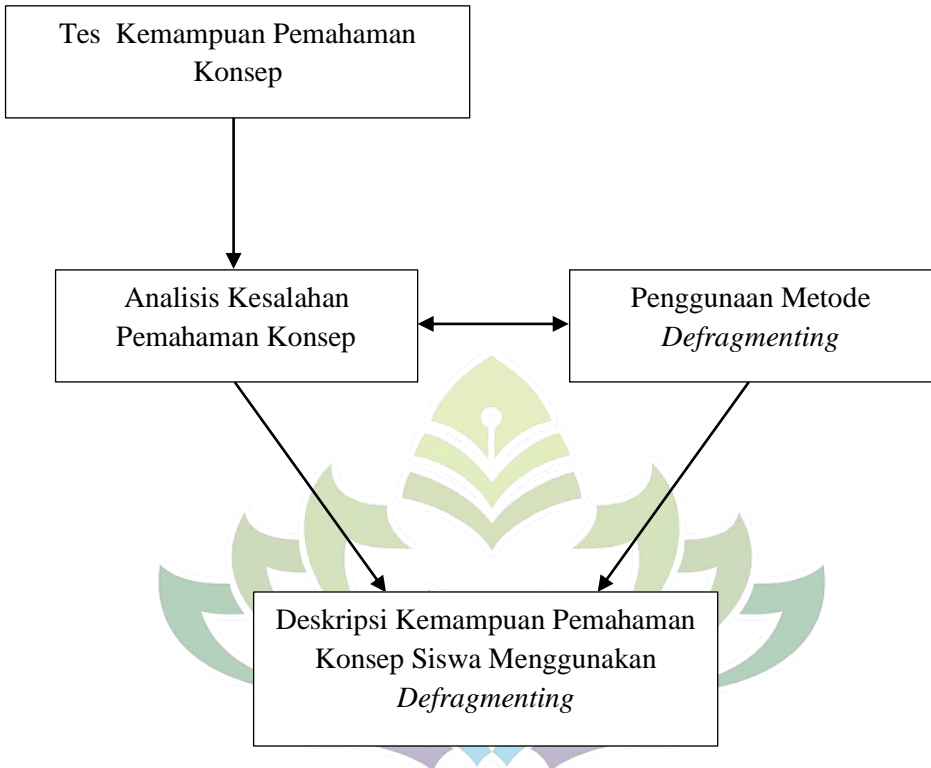 Tes Kemampuan Pemahaman
Konsep
Analisis Kesalahan
Pemahaman Konsep
Penggunaan Metode
Defragmenting
Deskripsi Kemampuan Pemahaman
Konsep Siswa Menggunakan
Defragmenting